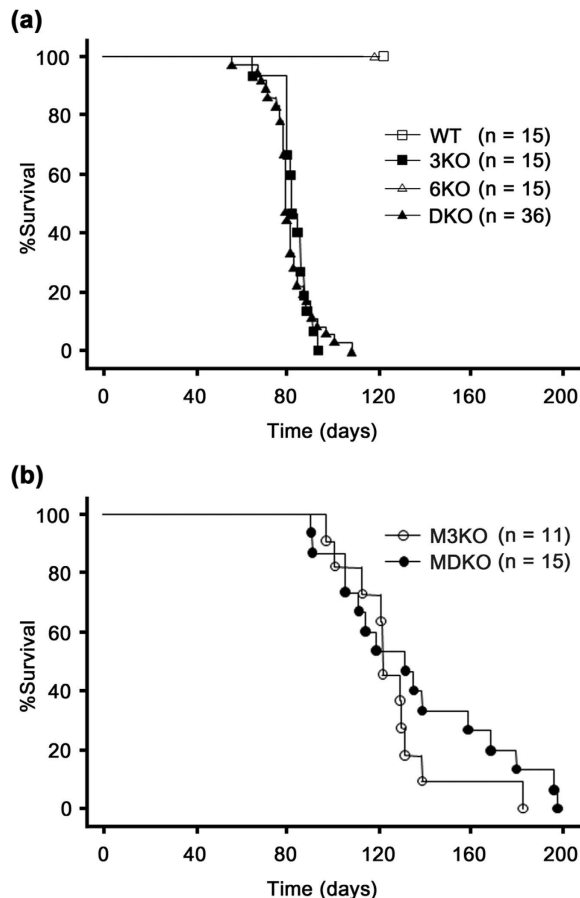 (a)
100
80
60
40
20
0
%Survival
WT (n = 15)
3KO (n = 15)
6KO (n = 15)
DKO (n = 36)
0 40 80 120 160 200
Time (days)
(b)
100
80
60
40
20
0
%Survival
M3KO (n = 11)
MDKO (n = 15)
0 40 80 120 160 200
Time (days)